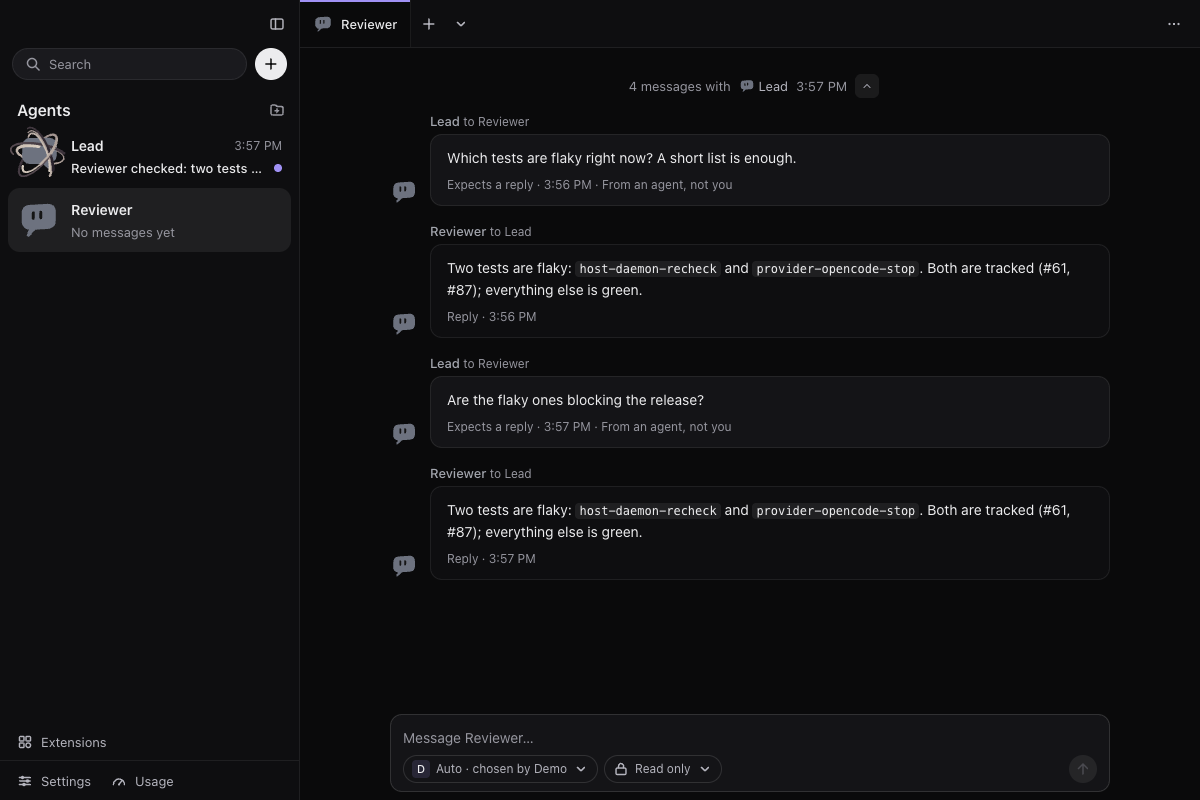 Search
Agents
Lead 3:57 PM
Reviewer checked: two tests ...
Reviewer
No messages yet
Extensions
Settings Usage
Reviewer
4 messages with Lead 3:57 PM
Lead to Reviewer
Which tests are flaky right now? A short list is enough.
Expects a reply · 3:56 PM · From an agent, not you
Reviewer to Lead
Two tests are flaky: host-daemon-recheck and provider-opencode-stop. Both are tracked (#61,
#87); everything else is green.
Reply · 3:56 PM
Lead to Reviewer
Are the flaky ones blocking the release?
Expects a reply · 3:57 PM · From an agent, not you
Reviewer to Lead
Two tests are flaky: host-daemon-recheck and provider-opencode-stop. Both are tracked (#61,
#87); everything else is green.
Reply · 3:57 PM
Message Reviewer...
D Auto · chosen by Demo Read only